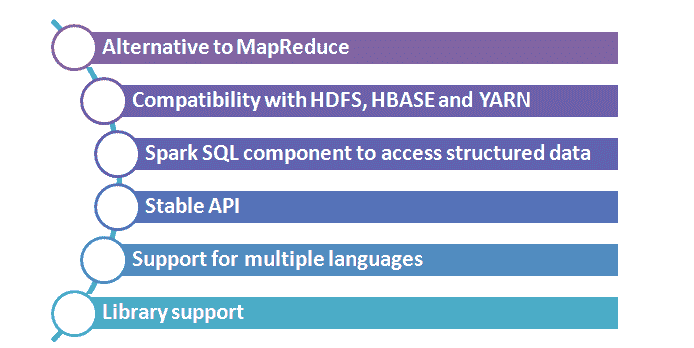 Alternative to MapReduce
Compatibility with HDFS, HBASE and YARN
Spark SQL component to access structured data
Stable API
Support for multiple languages
Library support